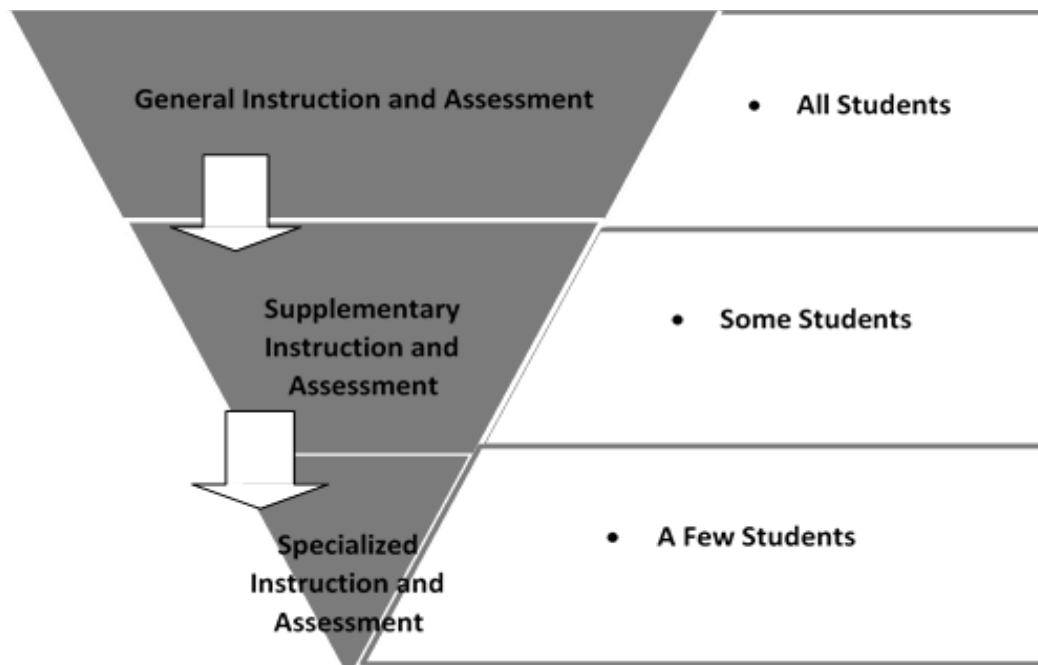 General Instruction and Assessment
• All Students
Supplementary
Instruction and
Assessment
• Some Students
Specialized
Instruction and
Assessment
• A Few Students